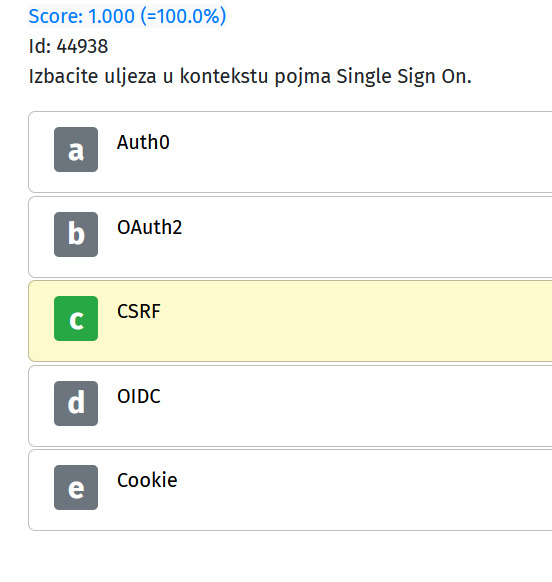 Score: 1.000 (=100.0%)
Id: 44938
Izbacite uljeza u kontekstu pojma Single Sign On.
a Auth0
b OAuth2
c CSRF
d OIDC
e Cookie